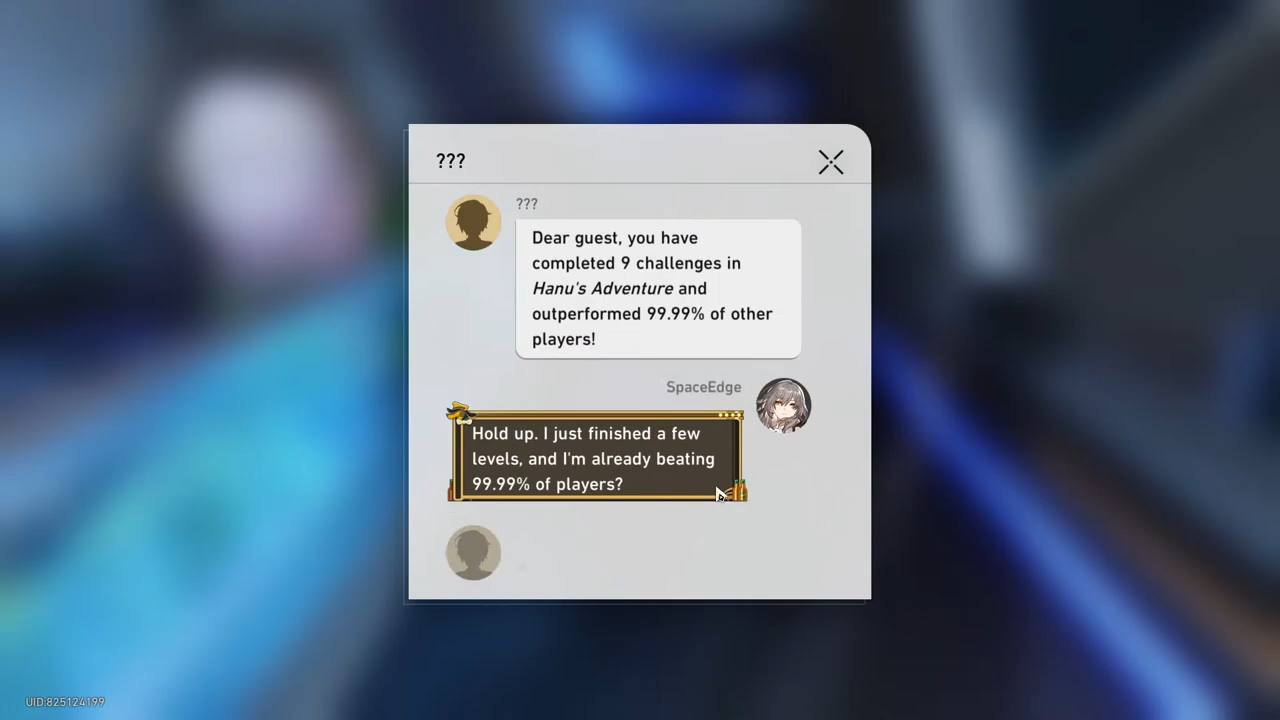 ???
???
Dear guest, you have
completed 9 challenges in
Hanu's Adventure and
outperformed 99.99% of other
players!
SpaceEdge
Hold up. I just finished a few
levels, and I'm already beating
99.99% of players?
UID:825124199